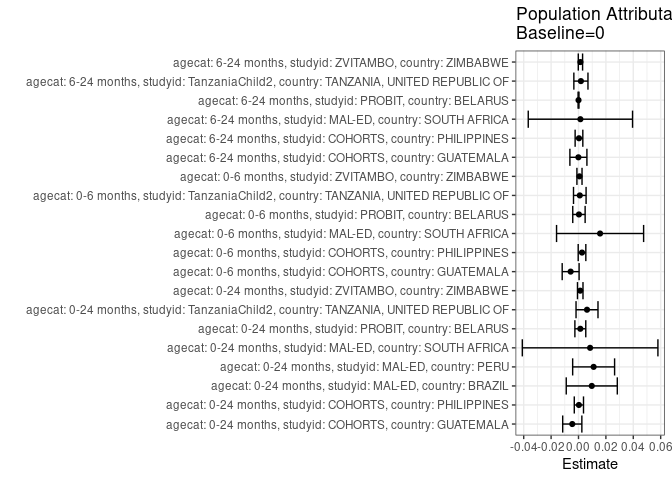 Population Attributa
Baseline=0
agecat: 6-24 months, studyid: ZVITAMBO, country: ZIMBABWE
agecat: 6-24 months, studyid: TanzaniaChild2, country: TANZANIA, UNITED REPUBLIC OF
agecat: 6-24 months, studyid: PROBIT, country: BELARUS
agecat: 6-24 months, studyid: MAL-ED, country: SOUTH AFRICA
agecat: 6-24 months, studyid: COHORTS, country: PHILIPPINES
agecat: 6-24 months, studyid: COHORTS, country: GUATEMALA
agecat: 0-6 months, studyid: ZVITAMBO, country: ZIMBABWE
agecat: 0-6 months, studyid: TanzaniaChild2, country: TANZANIA, UNITED REPUBLIC OF
agecat: 0-6 months, studyid: PROBIT, country: BELARUS
agecat: 0-6 months, studyid: MAL-ED, country: SOUTH AFRICA
agecat: 0-6 months, studyid: COHORTS, country: PHILIPPINES
agecat: 0-6 months, studyid: COHORTS, country: GUATEMALA
agecat: 0-24 months, studyid: ZVITAMBO, country: ZIMBABWE
agecat: 0-24 months, studyid: TanzaniaChild2, country: TANZANIA, UNITED REPUBLIC OF
agecat: 0-24 months, studyid: PROBIT, country: BELARUS
agecat: 0-24 months, studyid: MAL-ED, country: SOUTH AFRICA
agecat: 0-24 months, studyid: MAL-ED, country: PERU
agecat: 0-24 months, studyid: MAL-ED, country: BRAZIL
agecat: 0-24 months, studyid: COHORTS, country: PHILIPPINES
agecat: 0-24 months, studyid: COHORTS, country: GUATEMALA
-0.04 -0.02 0.00 0.02 0.04 0.06
Estimate